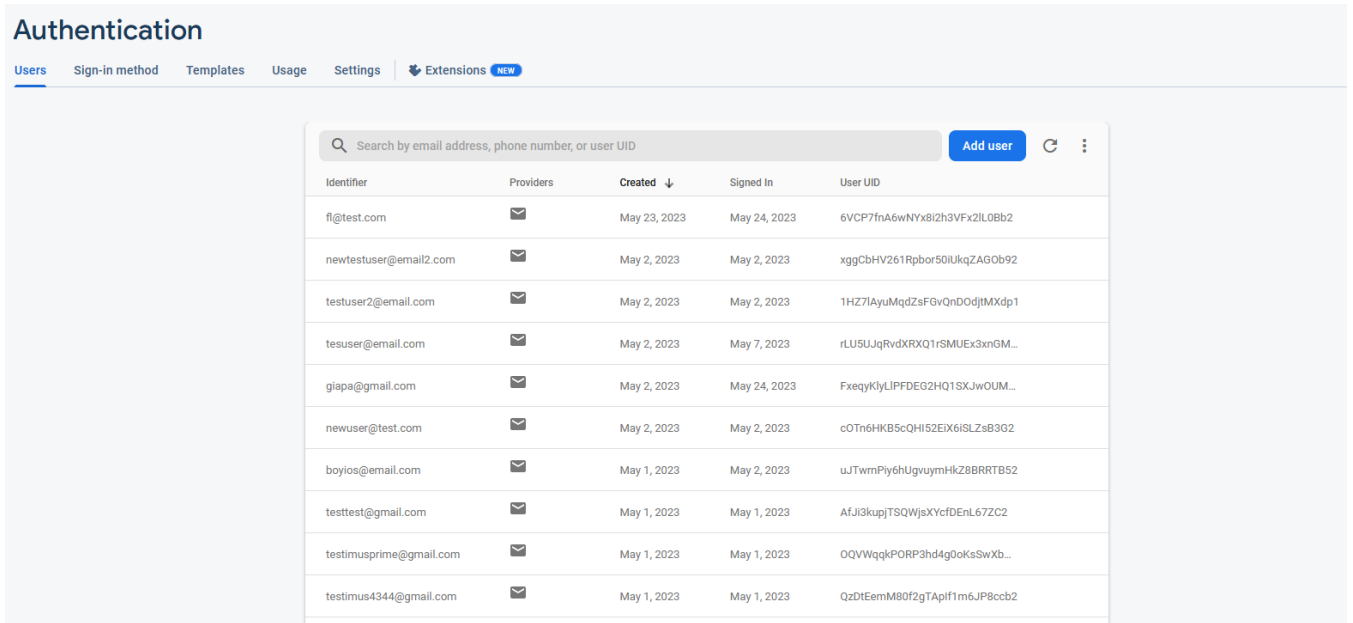 Authentication
Users Sign-in method Templates Usage Settings Extensions NEW
Search by email address, phone number, or user UID Add user
Identifier Providers Created Signed In User UID
fl@test.com May 23, 2023 May 24, 2023 6VCP7fnA6wNYx8i2h3VFx2lL0Bb2
newtestuser@email2.com May 2, 2023 May 2, 2023 xggCbHV261Rpbor50iUkqZAGOb92
testuser2@email.com May 2, 2023 May 2, 2023 1HZ7lAyuMqdZsFGvQnDOdjtMXdp1
tesuser@email.com May 2, 2023 May 7, 2023 rLU5UJqRvdXRXQ1rSMUEx3xnGM...
giapa@gmail.com May 2, 2023 May 24, 2023 FxeqyKlyLlPFDEG2HQ1SXJwOUM...
newuser@test.com May 2, 2023 May 2, 2023 cOTn6HKB5cQHI52EiX6iSLZsB3G2
boyios@email.com May 1, 2023 May 2, 2023 uJTwrnPiy6hUgvuymHkZ8BRRTB52
testtest@gmail.com May 1, 2023 May 1, 2023 AfJi3kupjTSQWjsXYcfDEnL67ZC2
testimusprime@gmail.com May 1, 2023 May 1, 2023 OQVWqqkPORP3hd4g0oKsSwXb...
testimus4344@gmail.com May 1, 2023 May 1, 2023 QzDtEemM80f2gTApIf1m6JP8ccb2